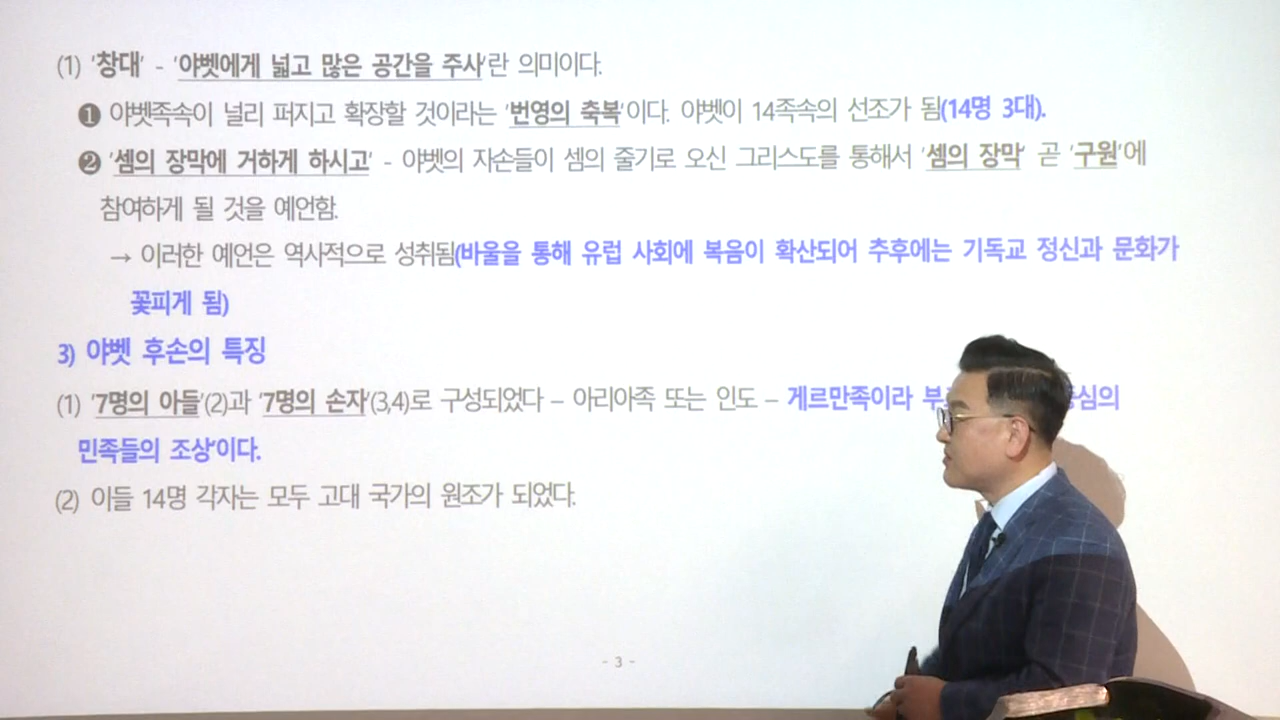 (1) '창대' - '야벳에게 넓고 많은 공간을 주사'란 의미이다.
❶ 야벳족속이 널리 퍼지고 확장할 것이라는 '번영의 축복'이다. 야벳이 14족속의 선조가 됨(14명 3대).
❷ '셈의 장막에 거하게 하시고' - 야벳의 자손들이 셈의 줄기로 오신 그리스도를 통해서 '셈의 장막' 곧 '구원'에
참여하게 될 것을 예언함.
→ 이러한 예언은 역사적으로 성취됨(바울을 통해 유럽 사회에 복음이 확산되어 추후에는 기독교 정신과 문화가
꽃피게 됨)
3) 야벳 후손의 특징
(1) '7명의 아들'(2)과 '7명의 손자'(3,4)로 구성되었다 – 아리아족 또는 인도 – 게르만족이라
민족들의 조상'이다.
(2) 이들 14명 각자는 모두 고대 국가의 원조가 되었다.
- 3 -